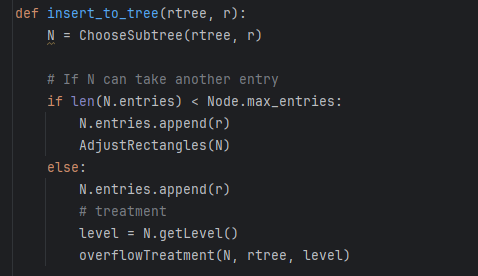 def insert_to_tree(rtree, r):
    N = ChooseSubtree(rtree, r)

    # If N can take another entry
    if len(N.entries) < Node.max_entries:
        N.entries.append(r)
        AdjustRectangles(N)
    else:
        N.entries.append(r)
        # treatment
        level = N.getLevel()
        overflowTreatment(N, rtree, level)